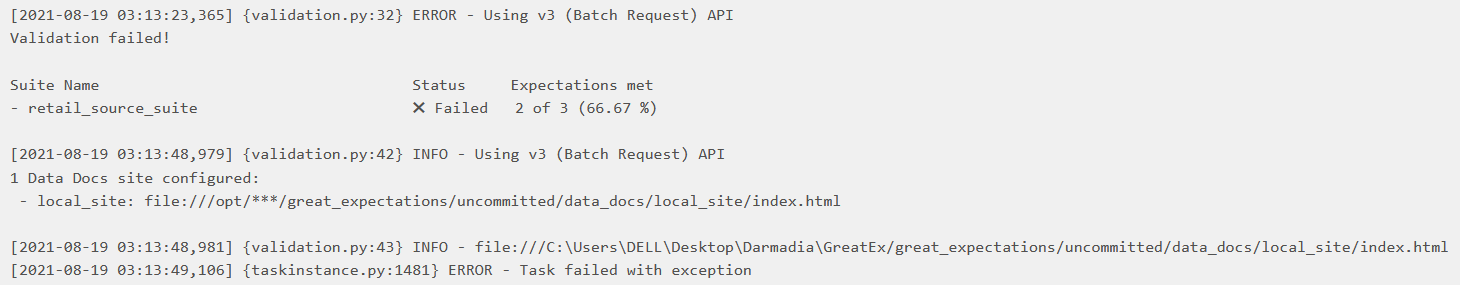 [2021-08-19 03:13:23,365] {validation.py:32} ERROR - Using v3 (Batch Request) API
Validation failed!
Suite Name                                   Status     Expectations met
- retail_source_suite                        ❌ Failed   2 of 3 (66.67 %)
[2021-08-19 03:13:48,979] {validation.py:42} INFO - Using v3 (Batch Request) API
1 Data Docs site configured:
 - local_site: file:///opt/***/great_expectations/uncommitted/data_docs/local_site/index.html
[2021-08-19 03:13:48,981] {validation.py:43} INFO - file:///C:\Users\DELL\Desktop\Darmadia\GreatEx/great_expectations/uncommitted/data_docs/local_site/index.html
[2021-08-19 03:13:49,106] {taskinstance.py:1481} ERROR - Task failed with exception